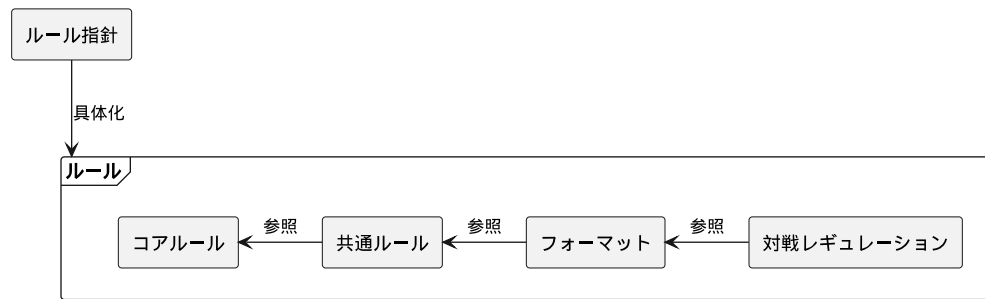 ルール指針
具体化
ルール
コアルール
参照
共通ルール
参照
フォーマット
参照
対戦レギュレーション